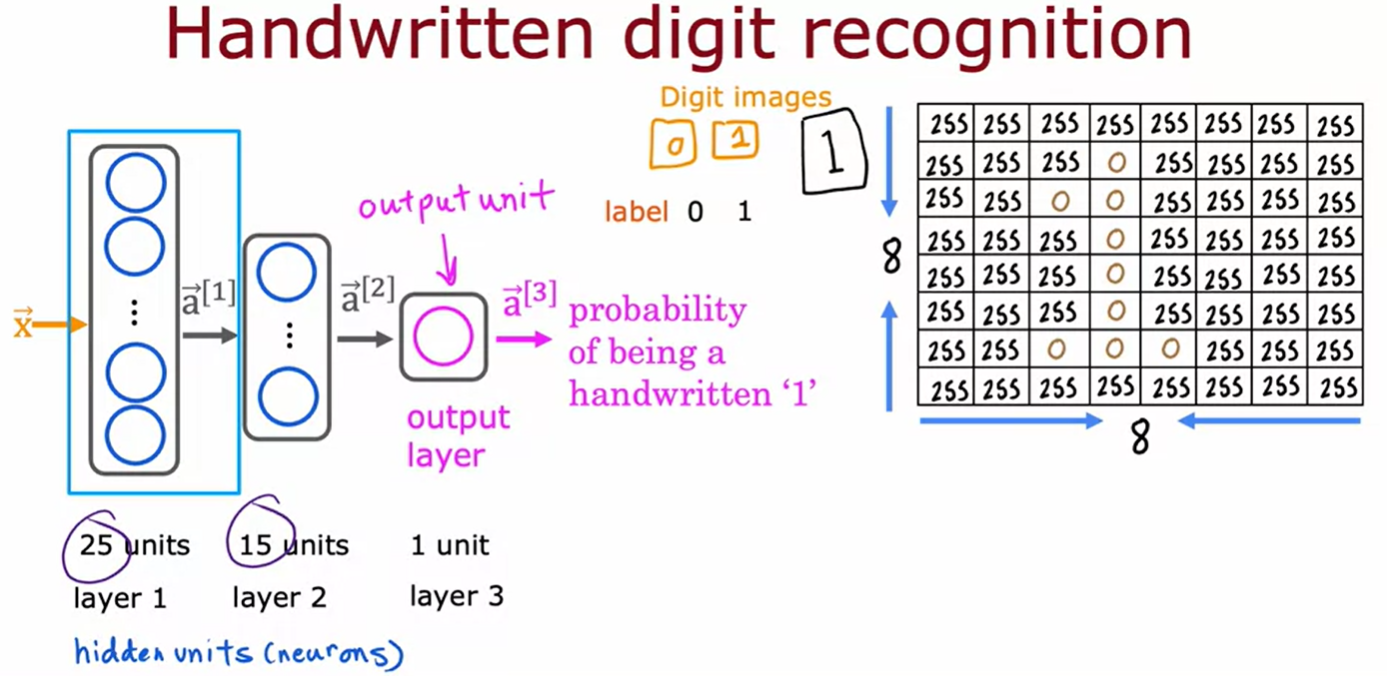 Handwritten digit recognition
Digit images
0 1
1
label 0 1
output unit
x⃗
a⃗[1]
a⃗[2]
a⃗[3]
probability
of being a
handwritten ‘1’
output
layer
25 units 15 units 1 unit
layer 1 layer 2 layer 3
hidden units (neurons)
255 255 255 255 255 255 255 255
255 255 255 0 255 255 255 255
255 255 0 0 255 255 255 255
255 255 255 0 255 255 255 255
255 255 255 0 255 255 255 255
255 255 255 0 255 255 255 255
255 255 0 0 0 255 255 255
255 255 255 255 255 255 255 255
8
8